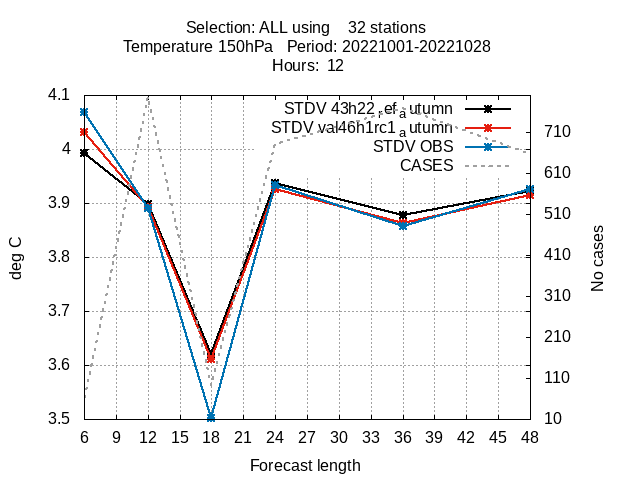 Selection: ALL using 32 stations
Temperature 150hPa Period: 20221001-20221028
Hours: 12
STDV 43h22ref autumn
STDV val46h1rc1autumn
STDV OBS
CASES
4.1
4
3.9
3.8
3.7
3.6
3.5
deg C
710
610
510
410
310
210
110
10
No cases
6 9 12 15 18 21 24 27 30 33 36 39 42 45 48
Forecast length